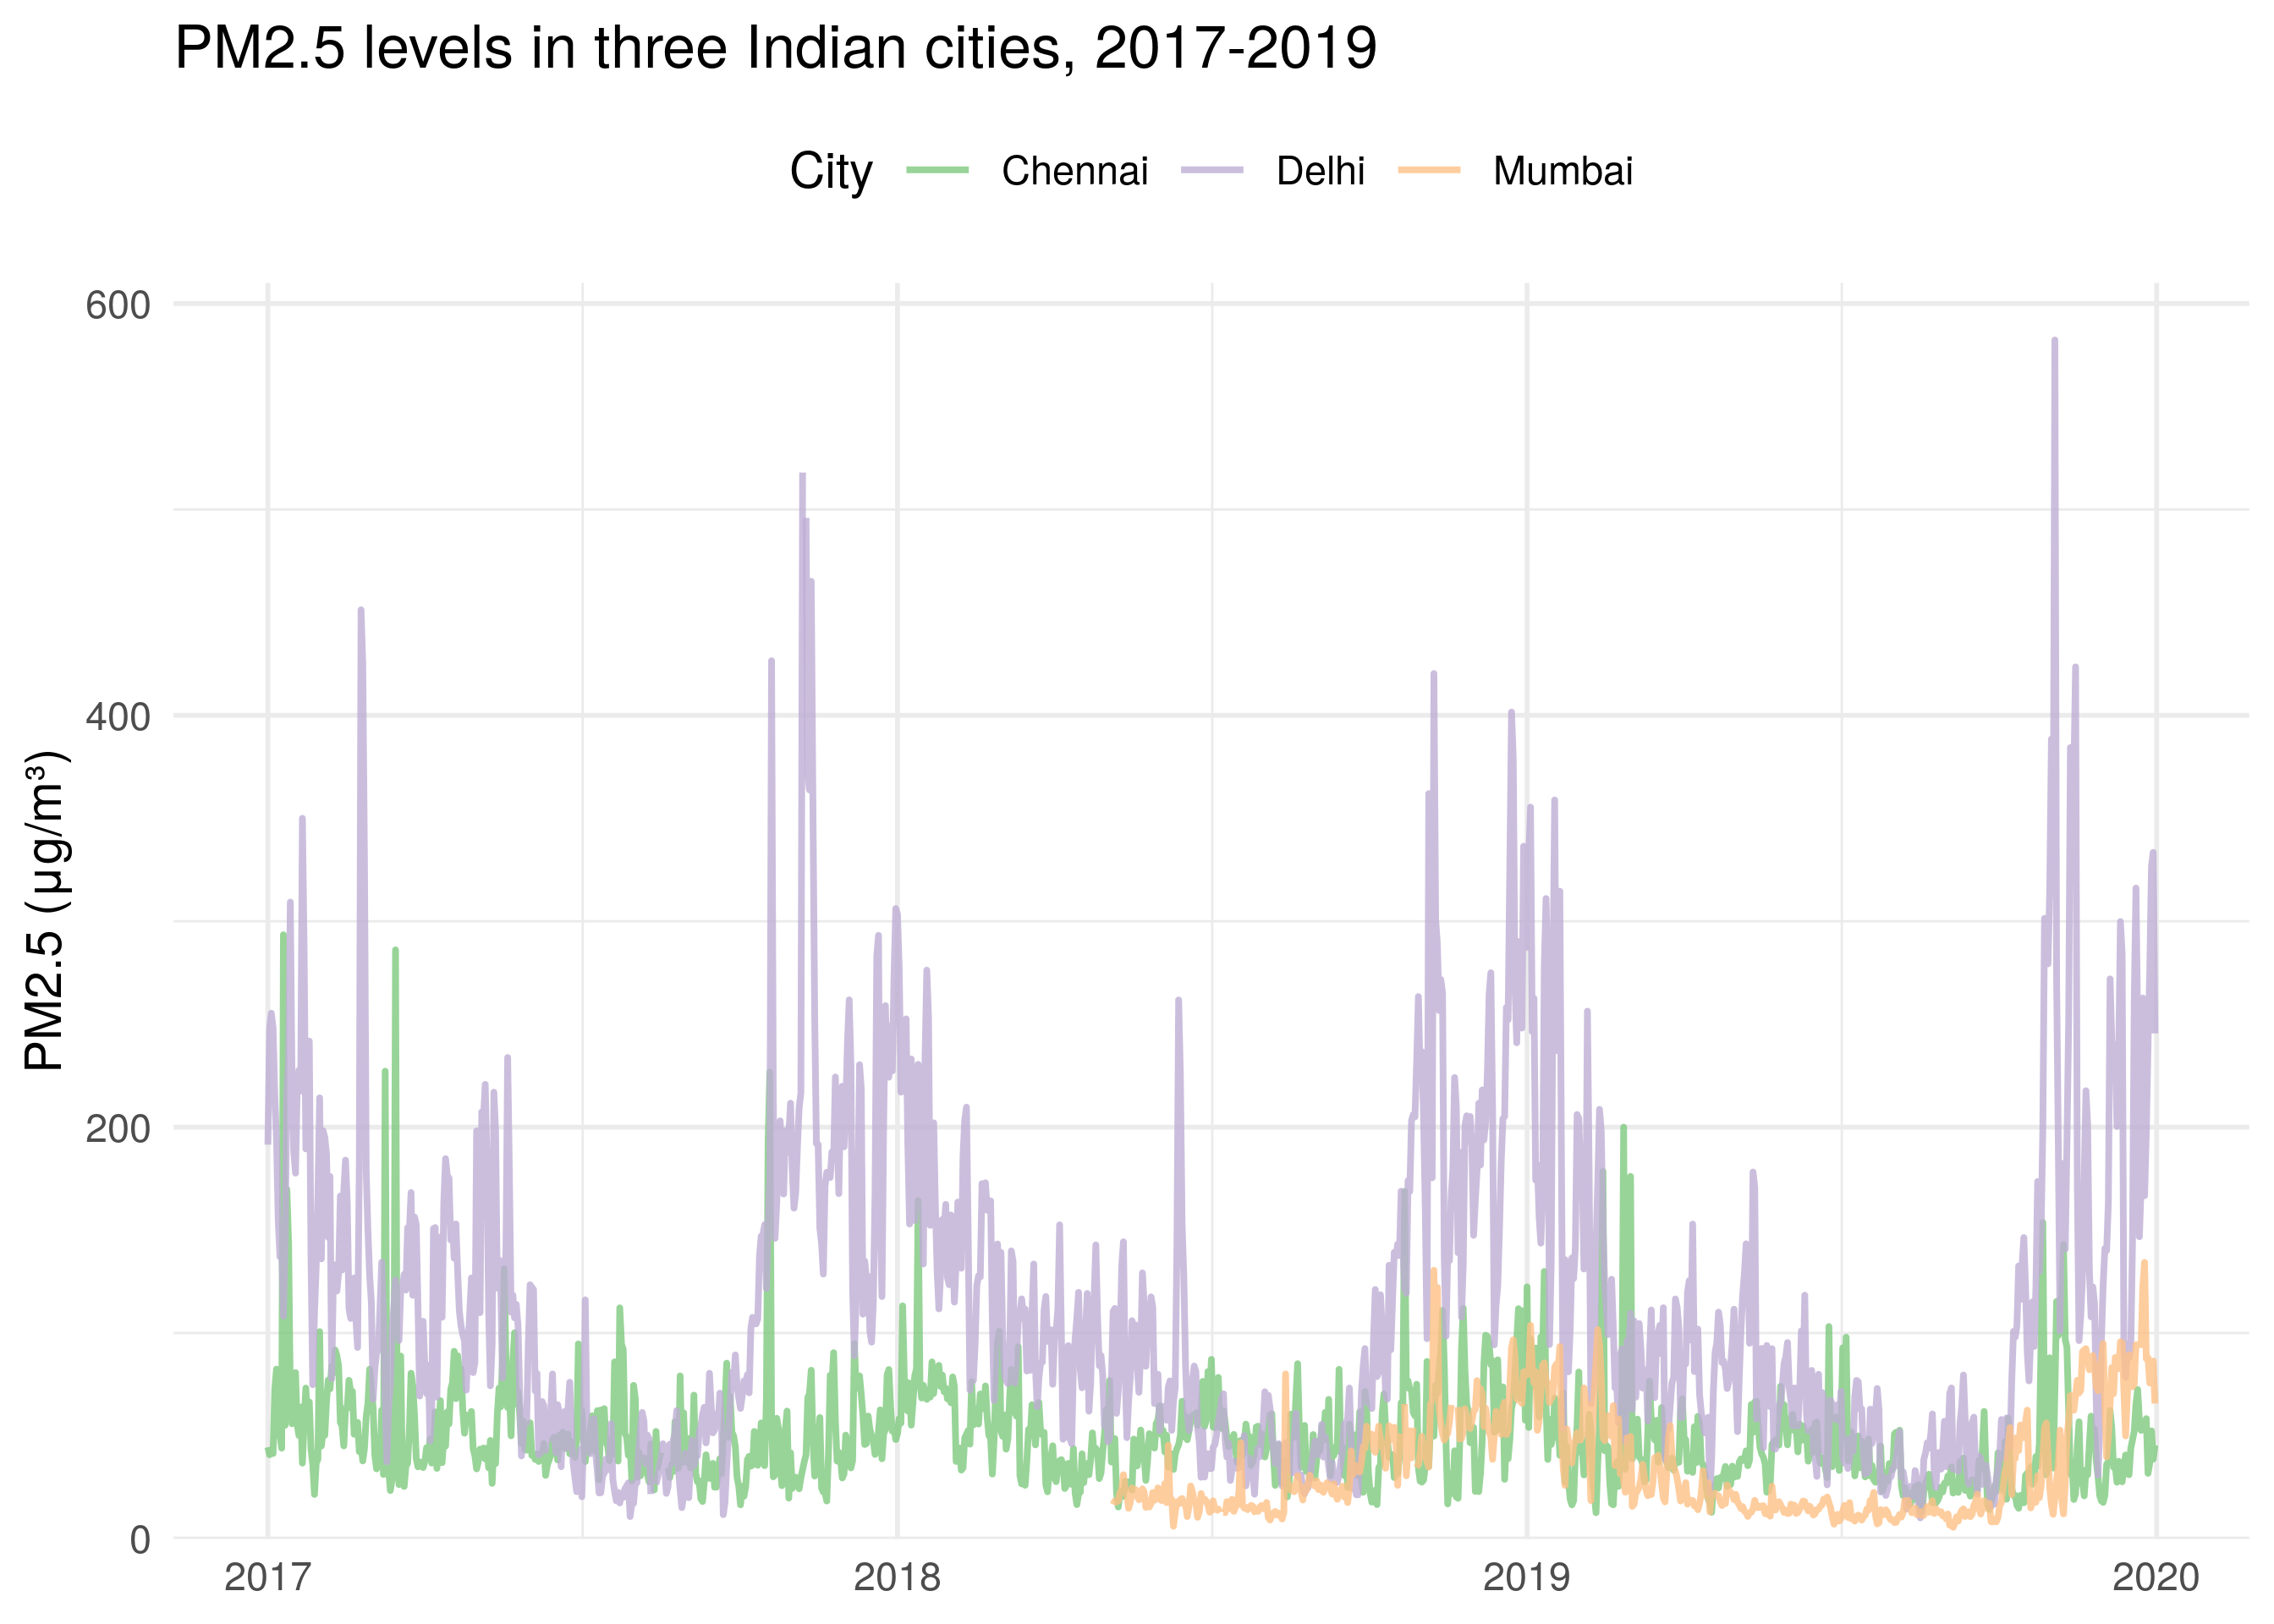 PM2.5 levels in three Indian cities, 2017-2019
City Chennai Delhi Mumbai
PM2.5 (µg/m³)
600
400
200
0
2017 2018 2019 2020